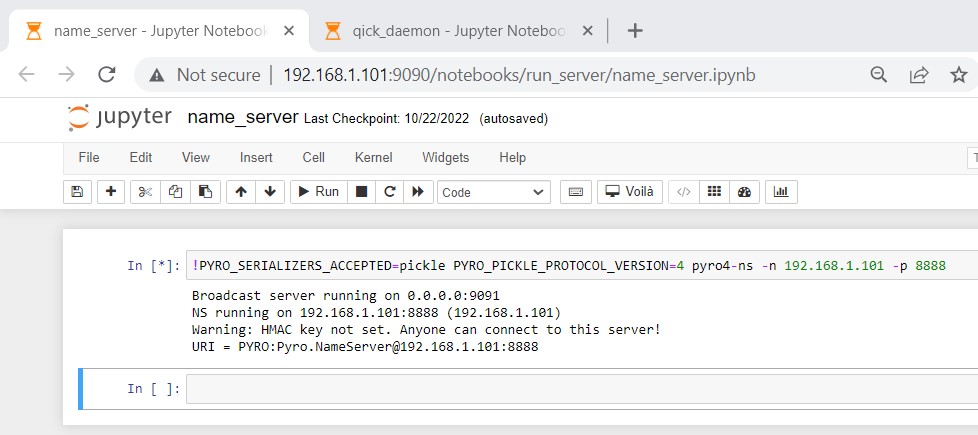 name_server - Jupyter Notebook
qick_daemon - Jupyter Noteboo
Not secure | 192.168.1.101:9090/notebooks/run_server/name_server.ipynb
jupyter name_server Last Checkpoint: 10/22/2022 (autosaved)
File Edit View Insert Cell Kernel Widgets Help
Run Code Voilà </>
In [*]: !PYRO_SERIALIZERS_ACCEPTED=pickle PYRO_PICKLE_PROTOCOL_VERSION=4 pyro4-ns -n 192.168.1.101 -p 8888
Broadcast server running on 0.0.0.0:9091
NS running on 192.168.1.101:8888 (192.168.1.101)
Warning: HMAC key not set. Anyone can connect to this server!
URI = PYRO:Pyro.NameServer@192.168.1.101:8888
In [ ]: